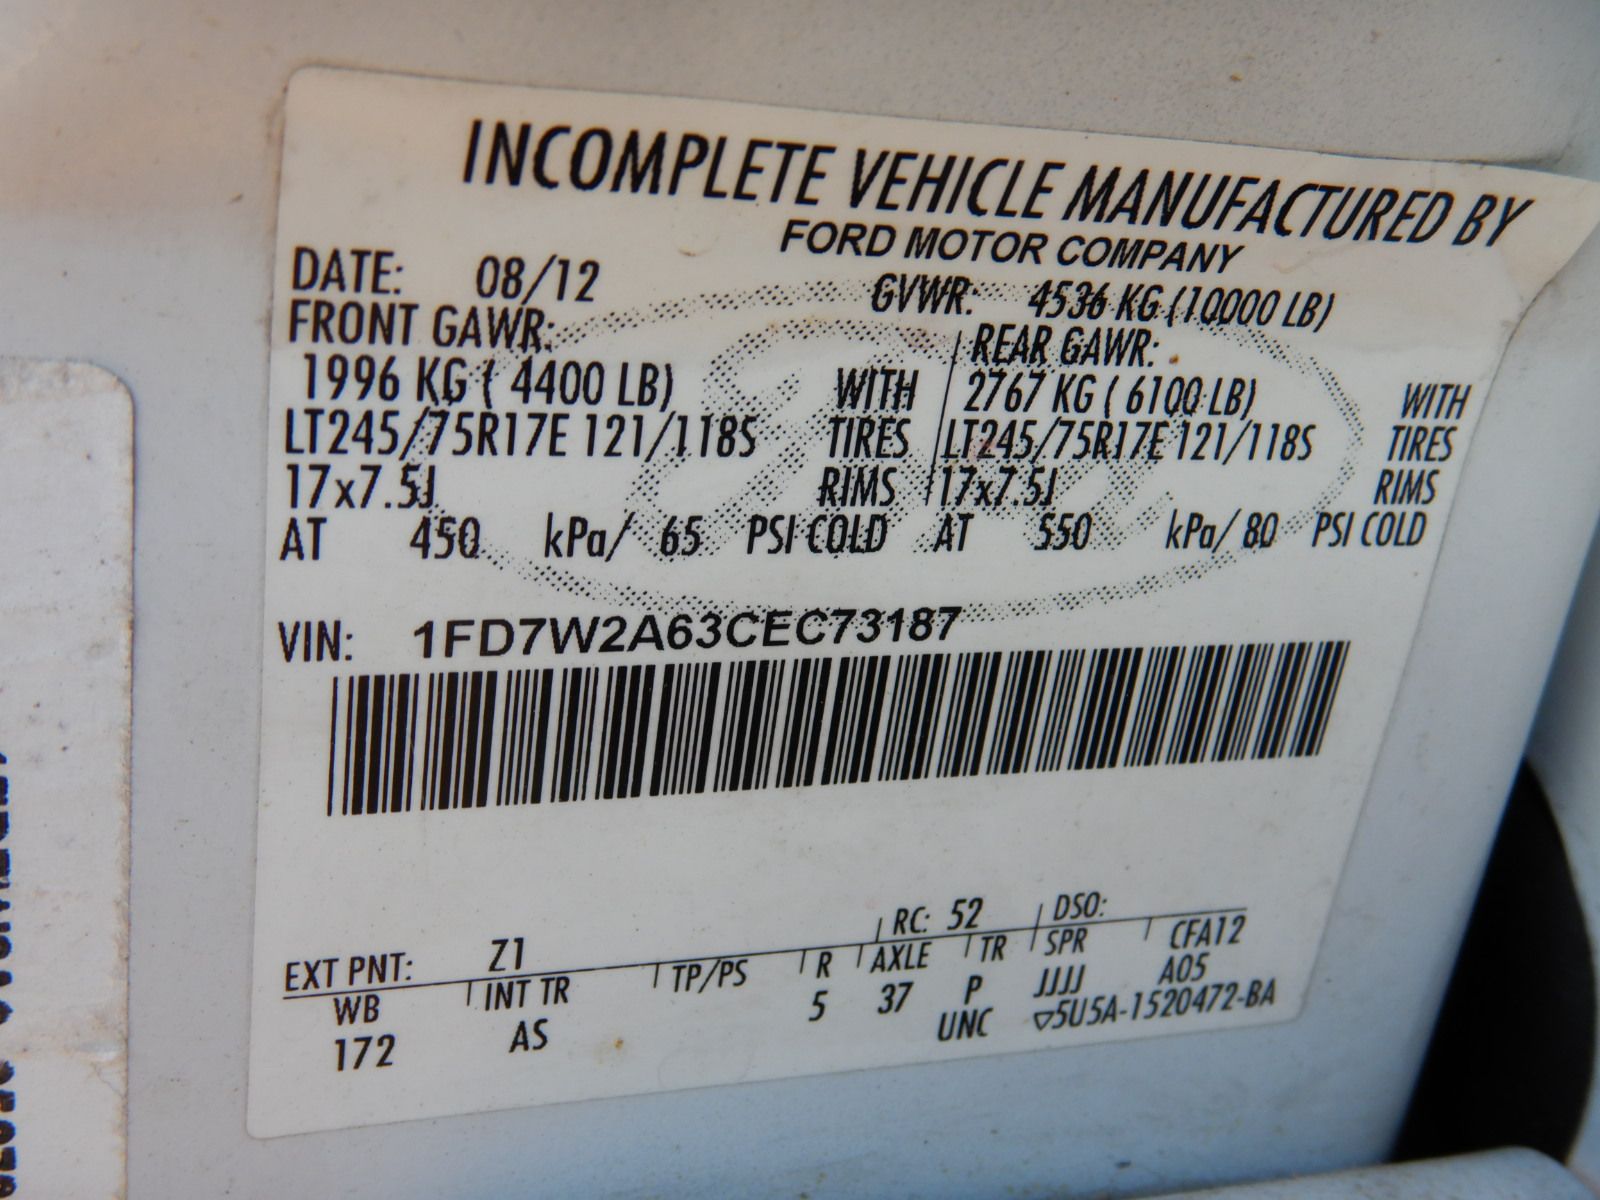 INCOMPLETE VEHICLE MANUFACTURED BY
FORD MOTOR COMPANY
DATE: 08/12 GVWR: 4536 KG (10000 LB)
FRONT GAWR: REAR GAWR:
1996 KG ( 4400 LB) WITH 2767 KG ( 6100 LB) WITH
LT245/75R17E 121/118S TIRES LT245/75R17E 121/118S TIRES
17x7.5J RIMS 17x7.5J RIMS
AT 450 kPa/ 65 PSI COLD AT 550 kPa/ 80 PSI COLD
VIN: 1FD7W2A63CEC73187
EXT PNT: Z1 RC: 52 DSO:
WB INT TR TP/PS R AXLE TR SPR CFA12
172 AS 5 37 P JJJJ A05
UNC ▽5U5A-1520472-BA